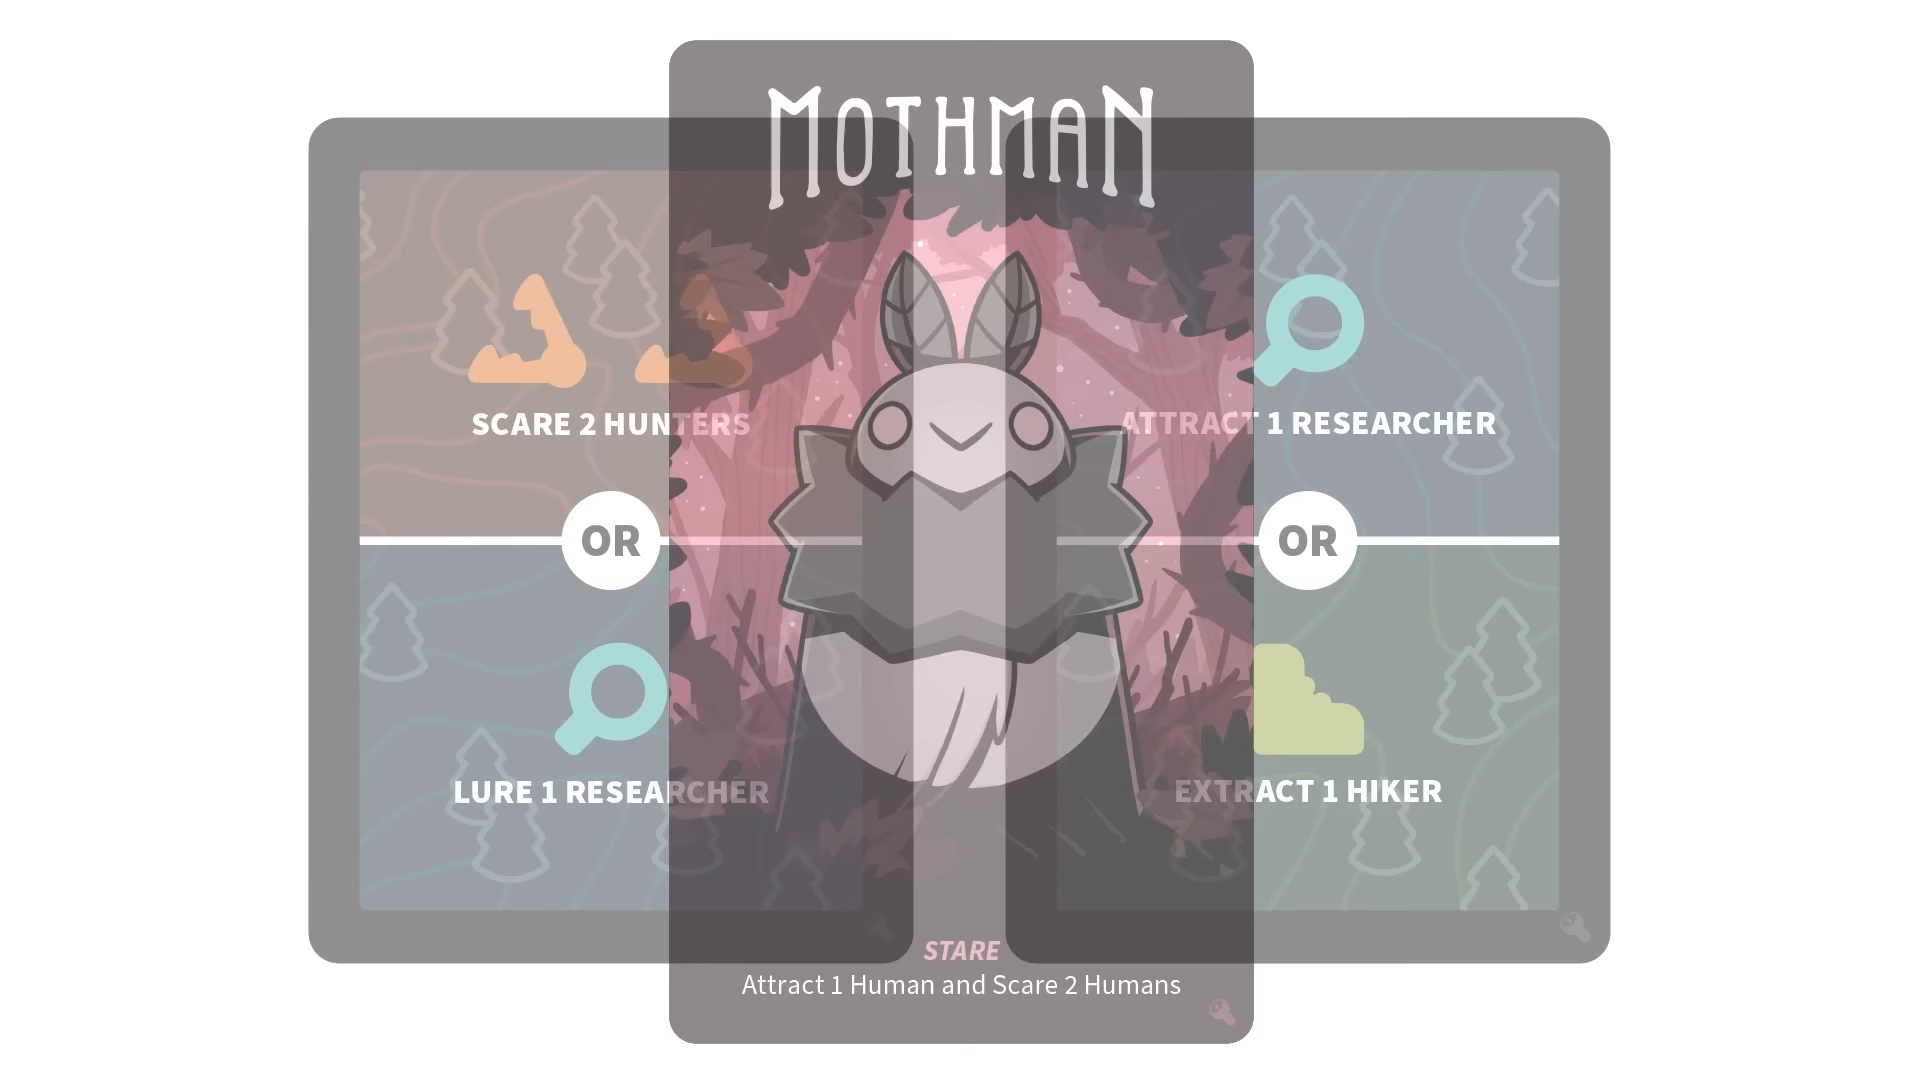 MOTHMAN
SCARE 2 HUNTERS
OR
LURE 1 RESEARCHER
ATTRACT 1 RESEARCHER
OR
EXTRACT 1 HIKER
STARE
Attract 1 Human and Scare 2 Humans